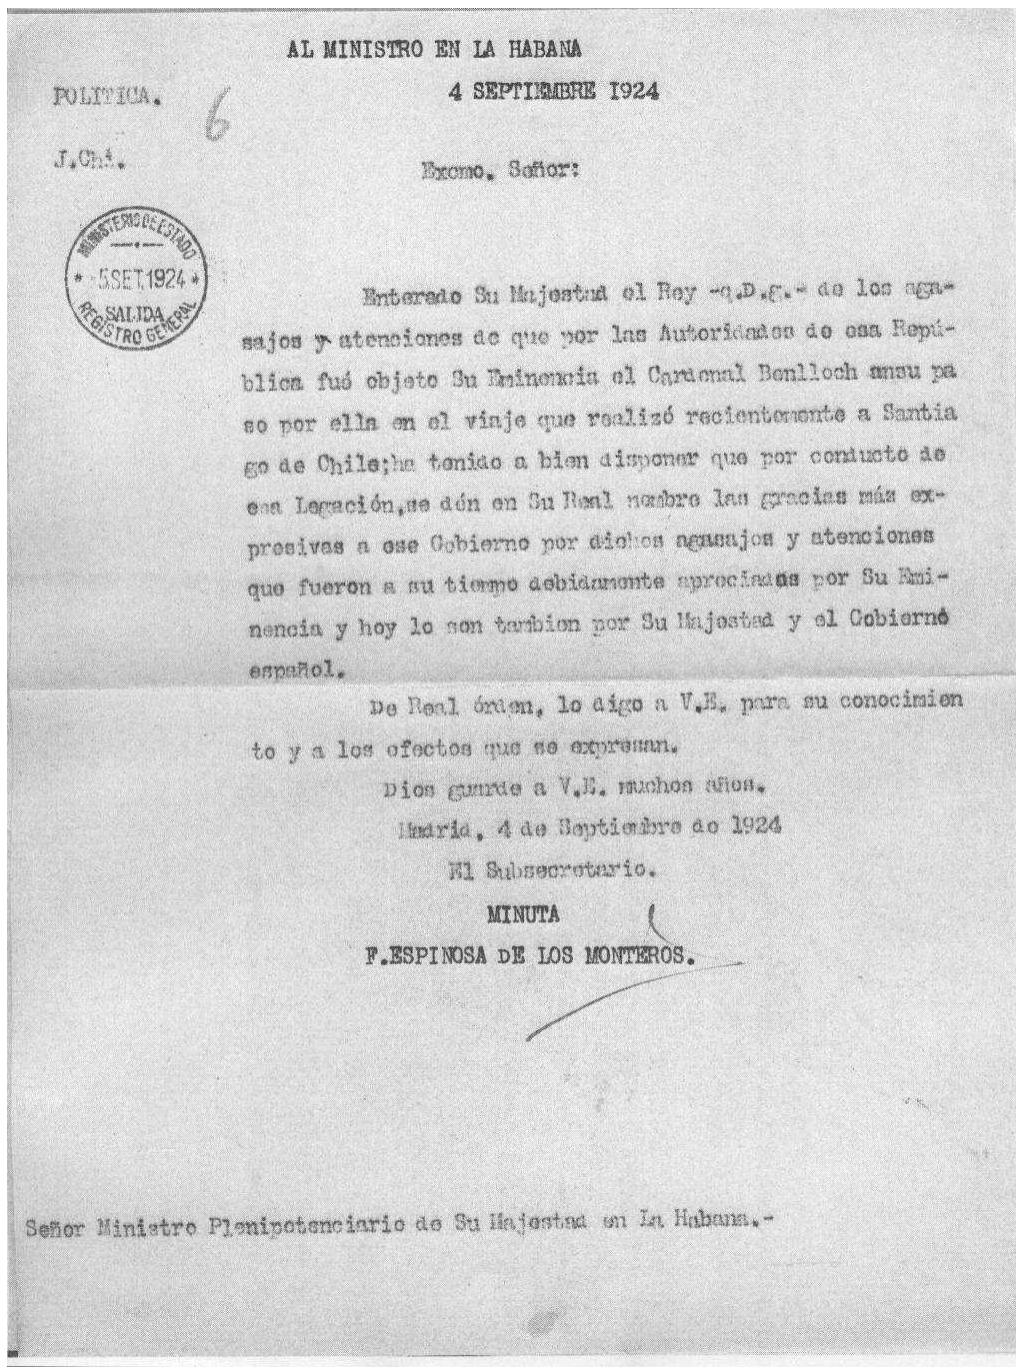 AL MINISTRO EN LA HABANA
4 SEPTIEMBRE I924
POLITICA.
6
J.Chí.
Excmo. Señor:
MINISTERIO DE ESTADO
* 5 SET. 1924 *
SALIDA
REGISTRO GENERAL
Enterado Su Majestad el Rey -q.D.g.- de los aga-
sajos y atenciones de que por las Autoridades de esa Repú-
blica fué objeto Su Eminencia el Cardenal Benlloch ensu pa
so por ella en el viaje que realizó recientemente a Santia
go de Chile;ha tenido a bien disponer que por conducto de
esa Legación,se dén en Su Real nombre las gracias más ex-
presivas a ese Gobierno por dichos agasajos y atenciones
que fueron a su tiempo debidamente apreciadas por Su Emi-
nencia y hoy lo son tambien por Su Majestad y el Gobierno
español.
De Real órden, lo digo a V.E. para su conocimien
to y a los efectos que se expresan.
Dios guarde a V.E. muchos años.
Madrid, 4 de Septiembre de 1924
El Subsecretario.
MINUTA
F.ESPINOSA DE LOS MONTEROS.
Señor Ministro Plenipotenciario de Su Majestad en La Habana.-